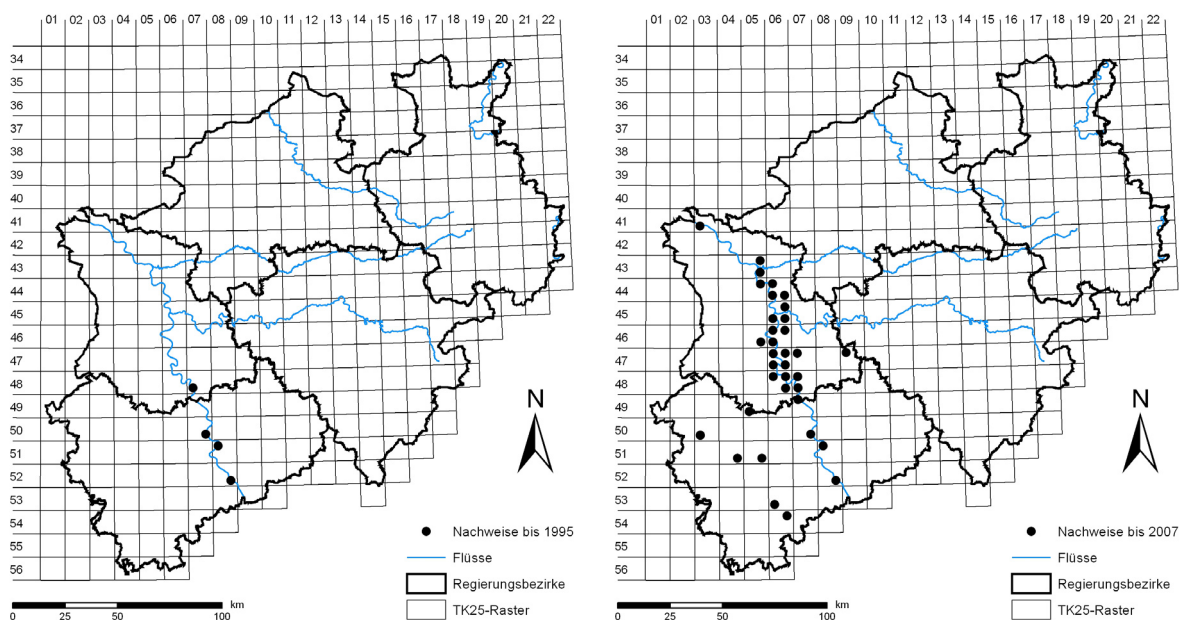 01 02 03 04 05 06 07 08 09 10 11 12 13 14 15 16 17 18 19 20 21 22
34
35
36
37
38
39
40
41
42
43
44
45
46
47
48
49
50
51
52
53
54
55
56
N
Nachweise bis 1995
Flüsse
Regierungsbezirke
TK25-Raster
km
0 25 50 100
01 02 03 04 05 06 07 08 09 10 11 12 13 14 15 16 17 18 19 20 21 22
34
35
36
37
38
39
40
41
42
43
44
45
46
47
48
49
50
51
52
53
54
55
56
N
Nachweise bis 2007
Flüsse
Regierungsbezirke
TK25-Raster
km
0 25 50 100